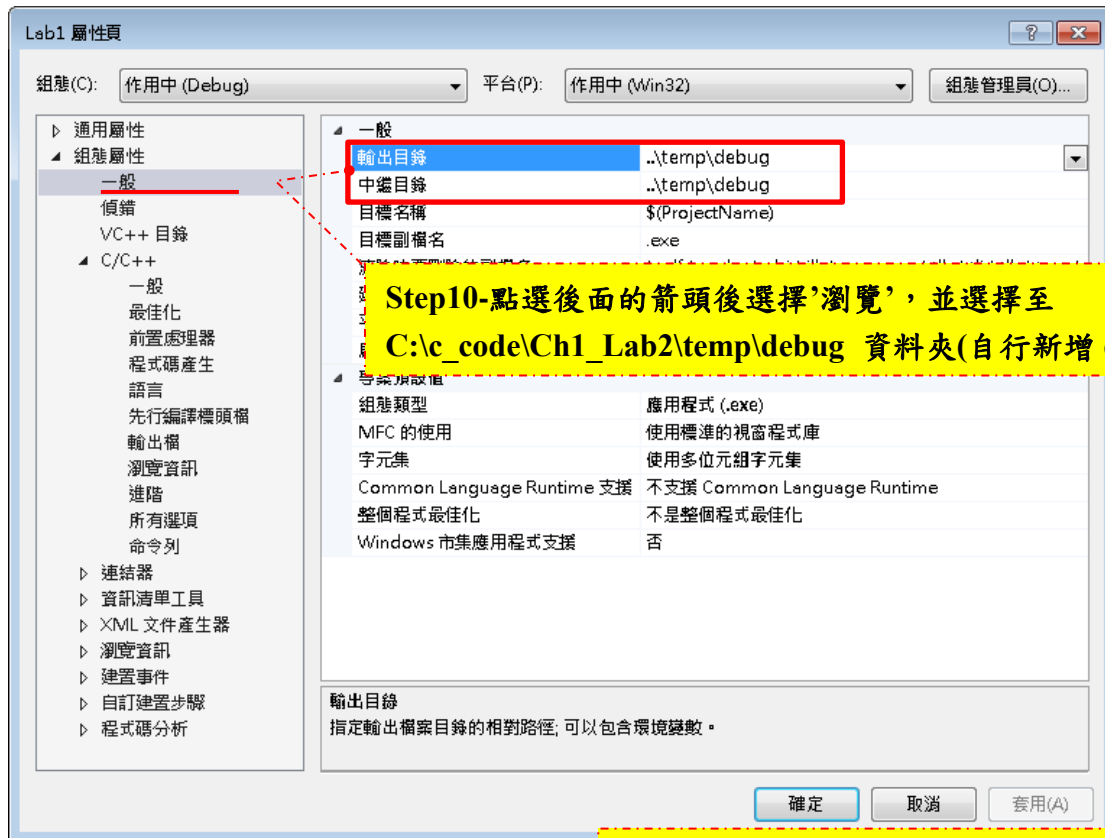 Lab1 屬性頁
組態(C): 作用中 (Debug) 平台(P): 作用中 (Win32) 組態管理員(O)...
通用屬性
組態屬性
一般
偵錯
VC++ 目錄
C/C++
一般
最佳化
前置處理器
程式碼產生
語言
先行編譯標頭檔
輸出檔
瀏覽資訊
進階
所有選項
命令列
連結器
資訊清單工具
XML 文件產生器
瀏覽資訊
建置事件
自訂建置步驟
程式碼分析
一般
輸出目錄 ..\temp\debug
中繼目錄 ..\temp\debug
目標名稱 $(ProjectName)
目標副檔名 .exe
Step10-點選後面的箭頭後選擇’瀏覽’，並選擇至
C:\c_code\Ch1_Lab2\temp\debug 資料夾(自行新增
專案預設值
組態類型 應用程式 (.exe)
MFC 的使用 使用標準的視窗程式庫
字元集 使用多位元組字元集
Common Language Runtime 支援 不支援 Common Language Runtime
整個程式最佳化 不是整個程式最佳化
Windows 市集應用程式支援 否
輸出目錄
指定輸出檔案目錄的相對路徑; 可以包含環境變數。
確定 取消 套用(A)